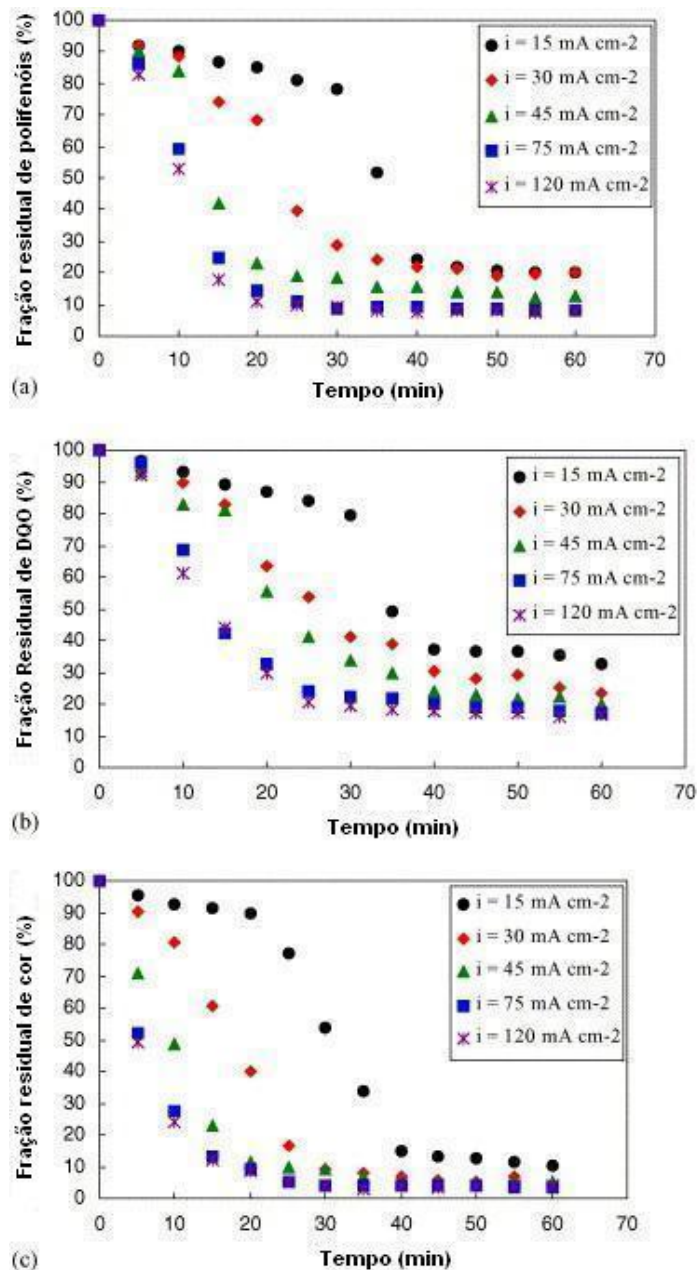 Fração residual de polifenóis (%)
100
90
80
70
60
50
40
30
20
10
0
i = 15 mA cm-2
i = 30 mA cm-2
i = 45 mA cm-2
i = 75 mA cm-2
i = 120 mA cm-2
0 10 20 30 40 50 60 70
Tempo (min)
(a)
Fração Residual de DQO (%)
100
90
80
70
60
50
40
30
20
10
0
i = 15 mA cm-2
i = 30 mA cm-2
i = 45 mA cm-2
i = 75 mA cm-2
i = 120 mA cm-2
0 10 20 30 40 50 60 70
Tempo (min)
(b)
Fração residual de cor (%)
100
90
80
70
60
50
40
30
20
10
0
i = 15 mA cm-2
i = 30 mA cm-2
i = 45 mA cm-2
i = 75 mA cm-2
i = 120 mA cm-2
0 10 20 30 40 50 60 70
Tempo (min)
(c)